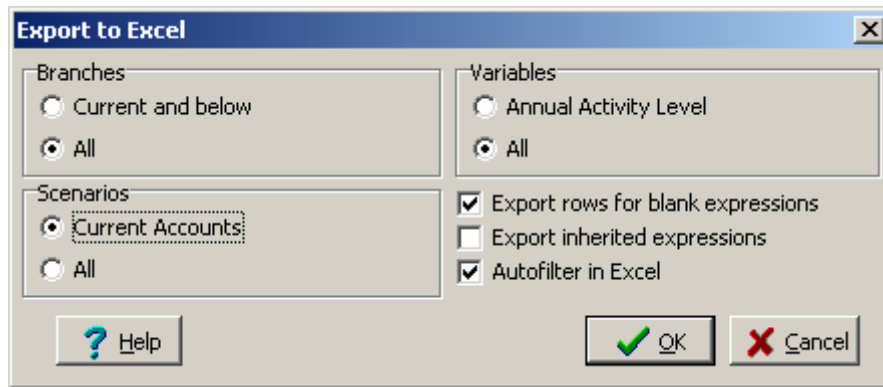 Export to Excel
Branches
Current and below
All
Variables
Annual Activity Level
All
Scenarios
Current Accounts
All
Export rows for blank expressions
Export inherited expressions
Autofilter in Excel
Help
OK
Cancel